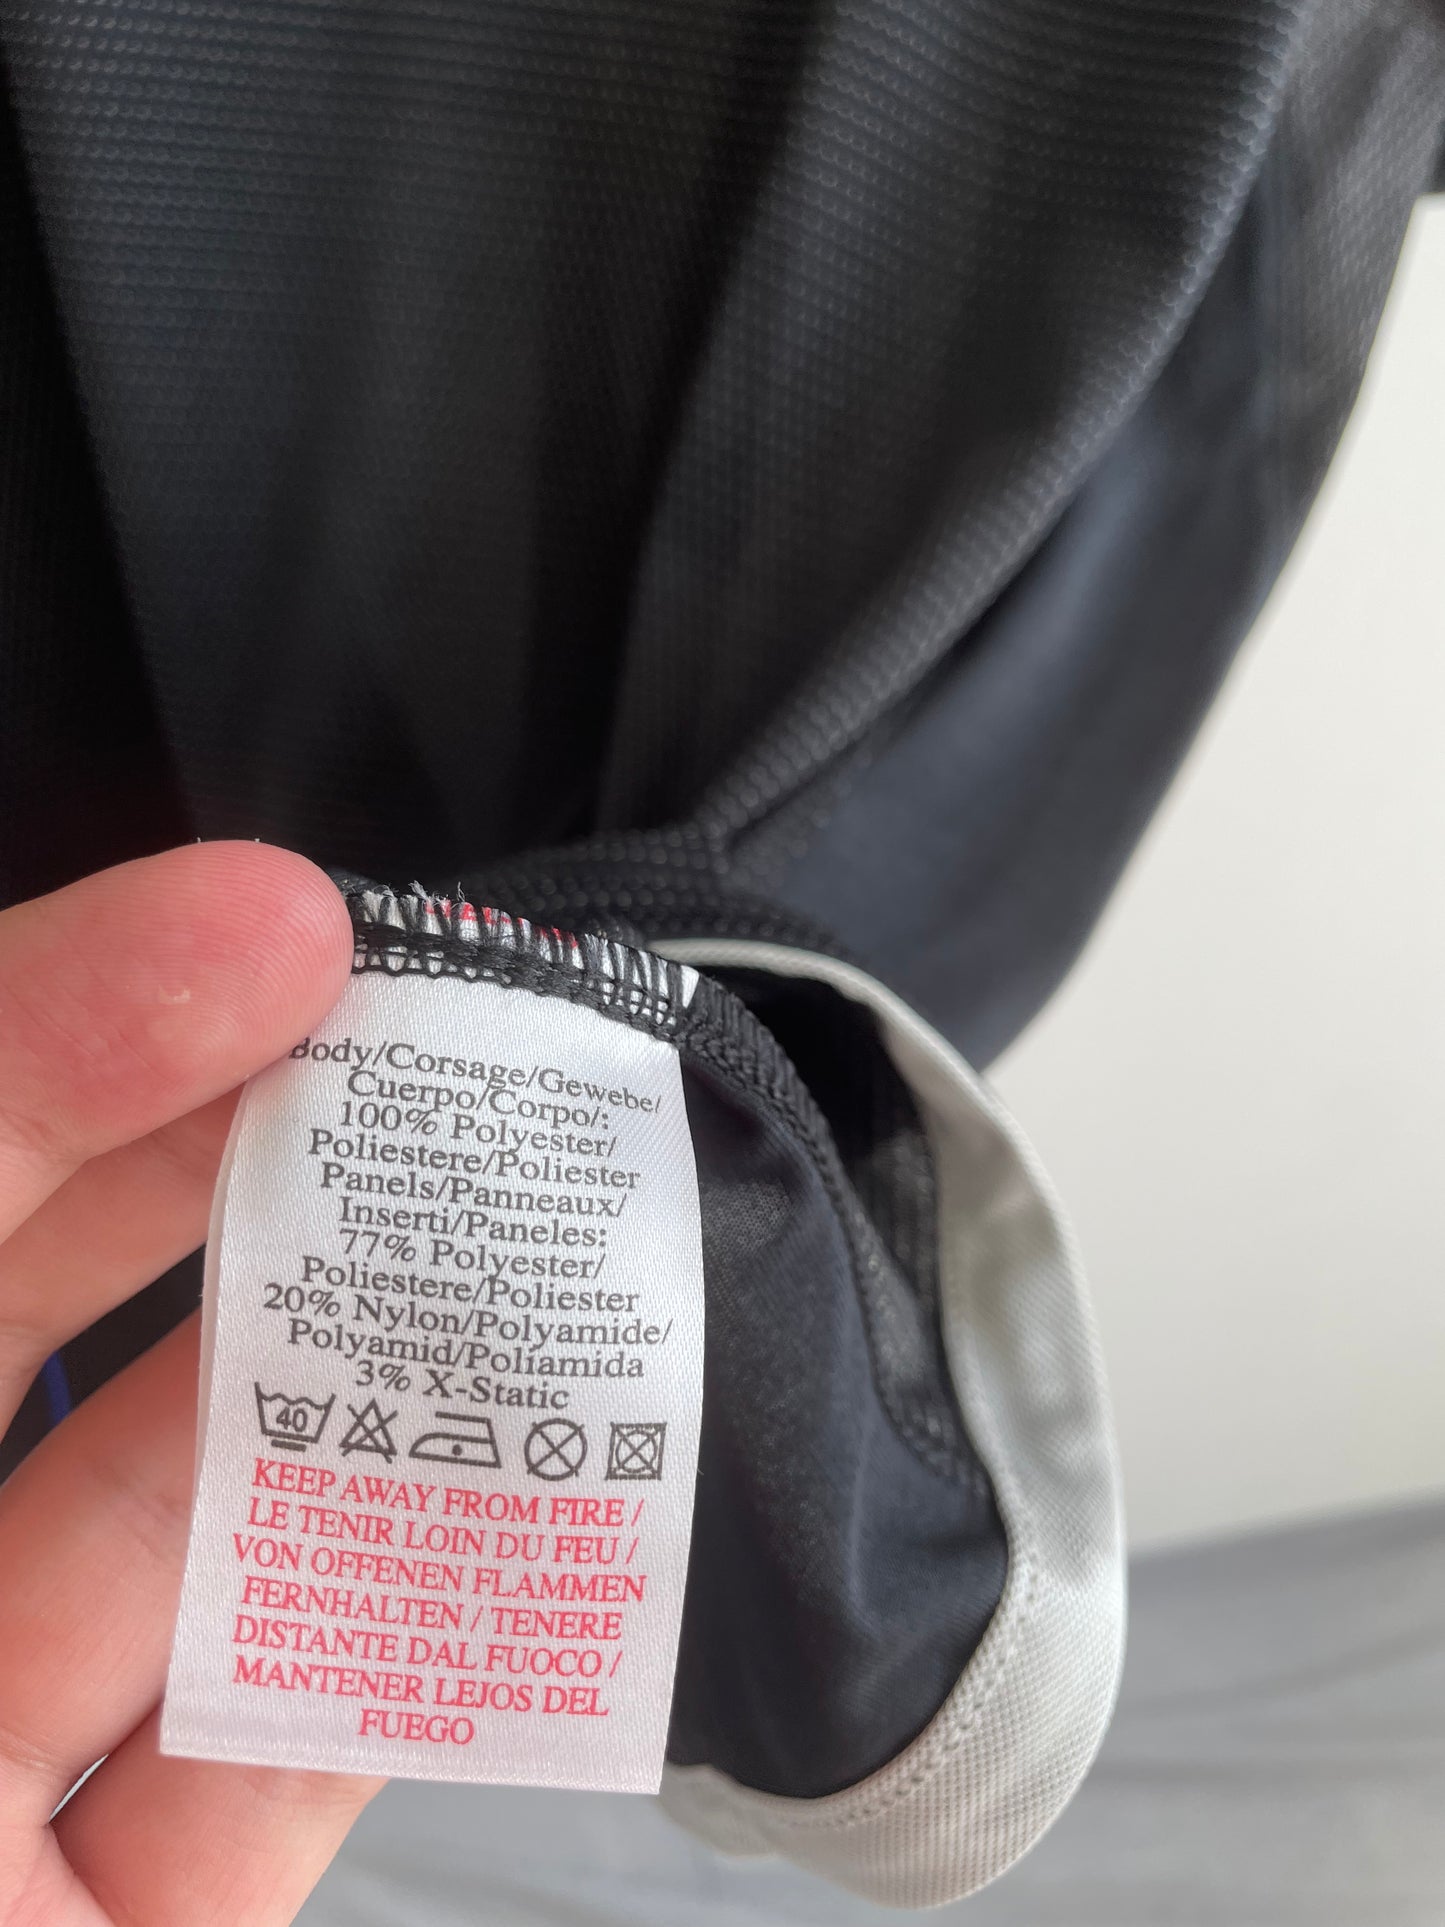 Body/Corsage/Gewebe/
Cuerpo/Corpo/:
100% Polyester/
Poliestere/Poliester
Panels/Panneaux/
Inserti/Paneles:
77% Polyester/
Poliestere/Poliester
20% Nylon/Polyamide/
Polyamid/Poliamida
3% X-Static
40
KEEP AWAY FROM FIRE /
LE TENIR LOIN DU FEU /
VON OFFENEN FLAMMEN
FERNHALTEN / TENERE
DISTANTE DAL FUOCO /
MANTENER LEJOS DEL
FUEGO